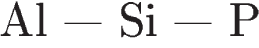 Al — Si — P